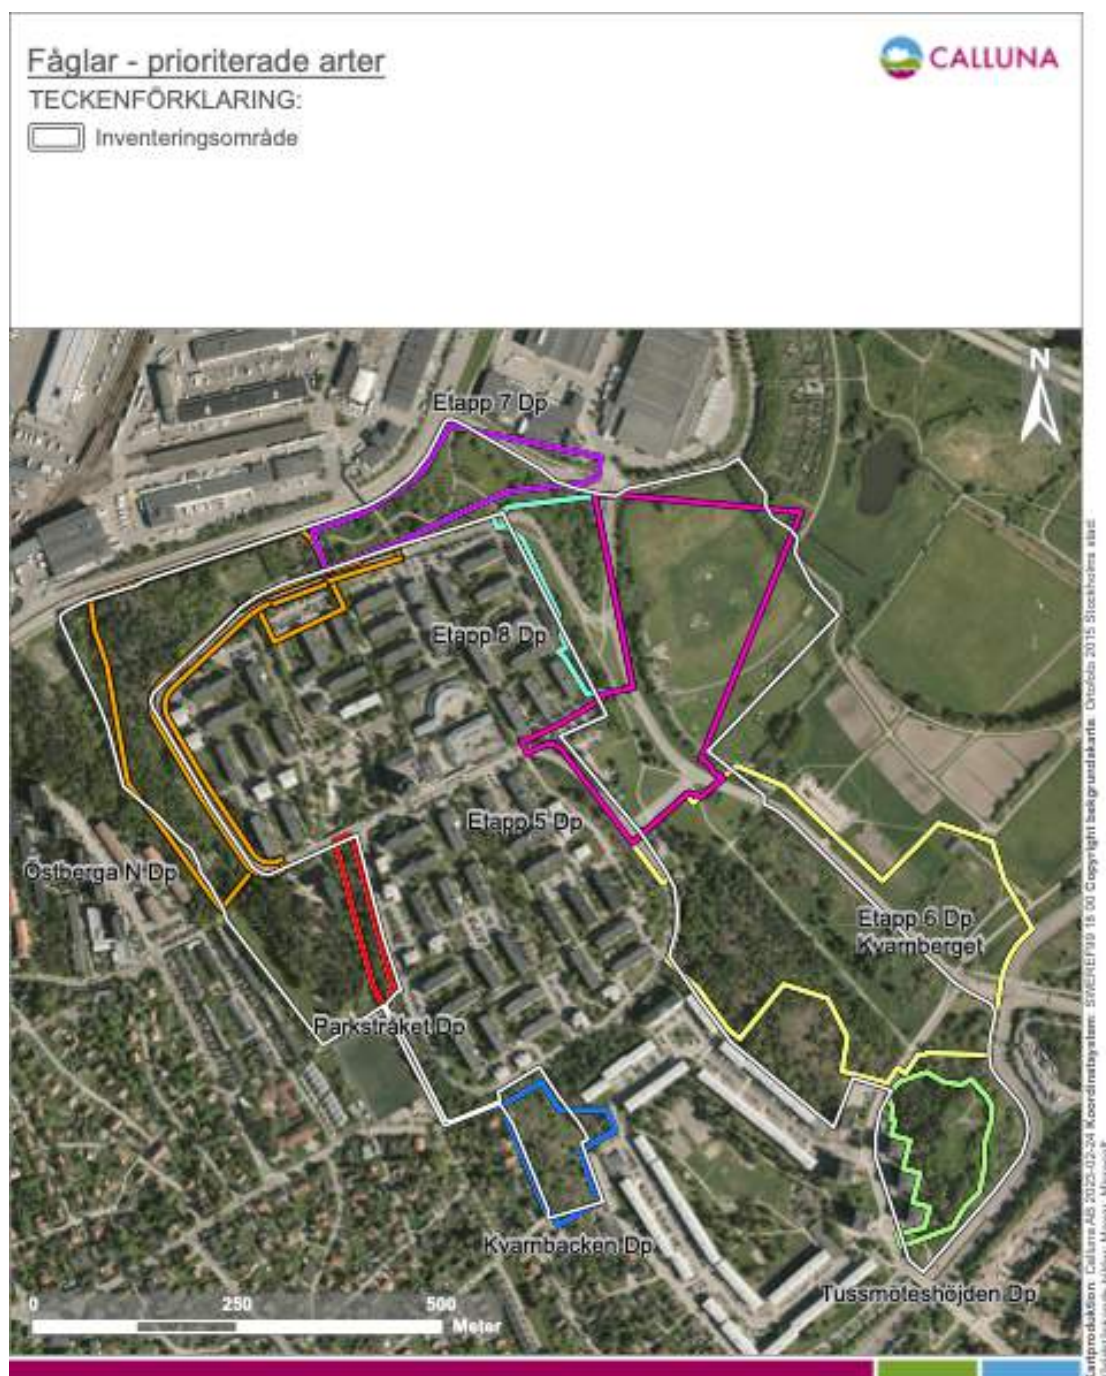 Fåglar - prioriterade arter
CALLUNA
TECKENFÖRKLARING:
Inventeringsområde
N
Etapp 7 Dp
Etapp 8 Dp
Etapp 5 Dp
Östberga N Dp
Etapp 6 Dp
Kvarnberget
Parkstråket Dp
Kvarnbacken Dp
Tussmöteshöjden Dp
0 250 500
Meter
Calluna AB 2023-02-24 Koordinatsystem: SWEREF99 18 00 Copyright bakgrundskarta: Ortofoto 2015 Stockholms stad.